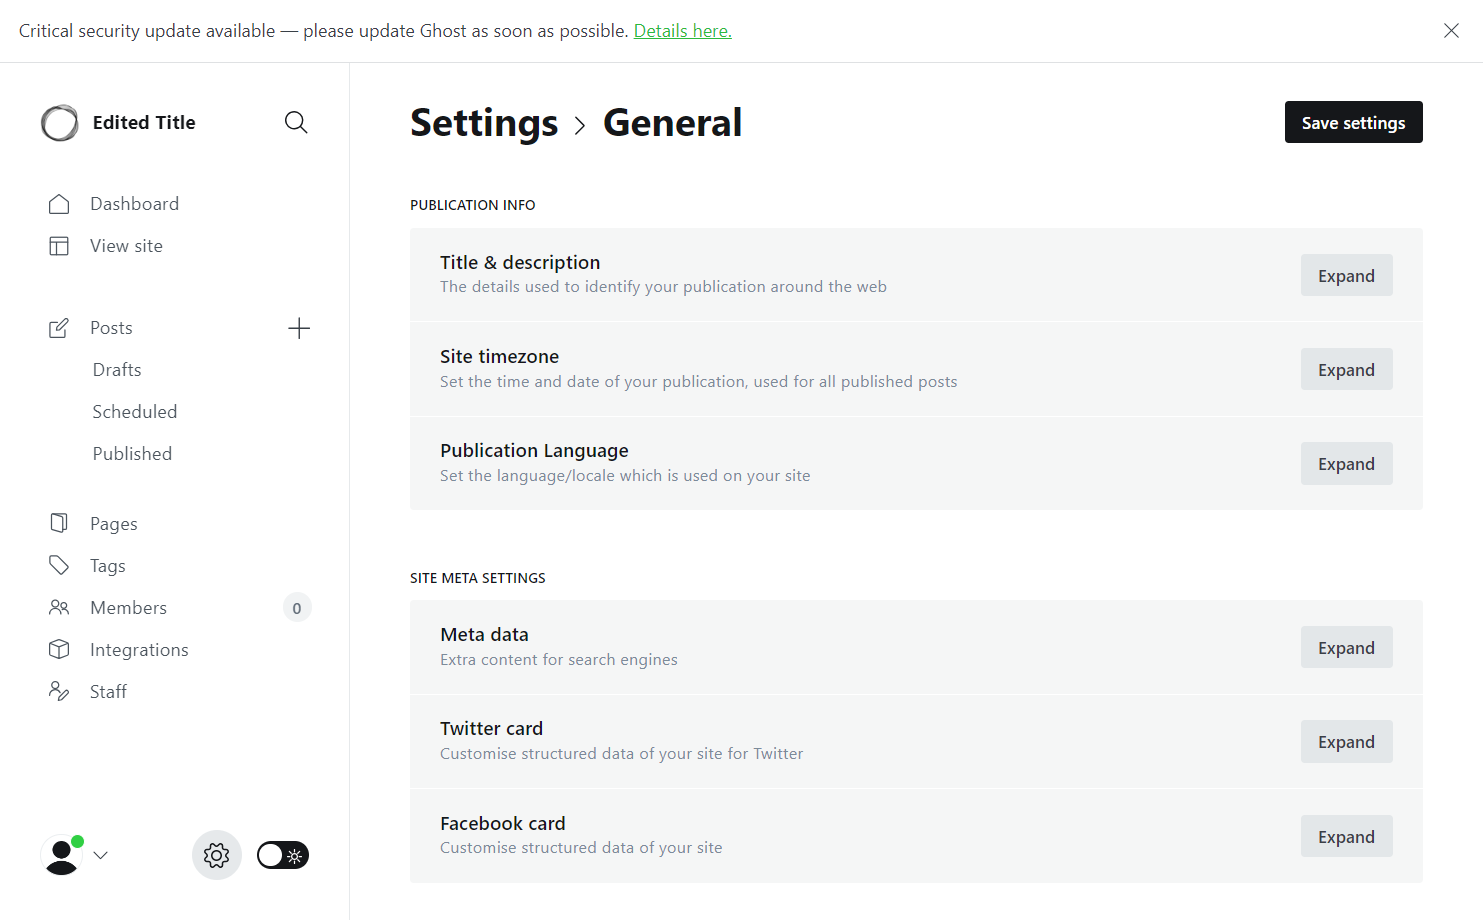 Critical security update available — please update Ghost as soon as possible. Details here.
Edited Title
Dashboard
View site
Posts
Drafts
Scheduled
Published
Pages
Tags
Members
0
Integrations
Staff
Settings > General
Save settings
PUBLICATION INFO
Title & description
The details used to identify your publication around the web
Expand
Site timezone
Set the time and date of your publication, used for all published posts
Expand
Publication Language
Set the language/locale which is used on your site
Expand
SITE META SETTINGS
Meta data
Extra content for search engines
Expand
Twitter card
Customise structured data of your site for Twitter
Expand
Facebook card
Customise structured data of your site
Expand